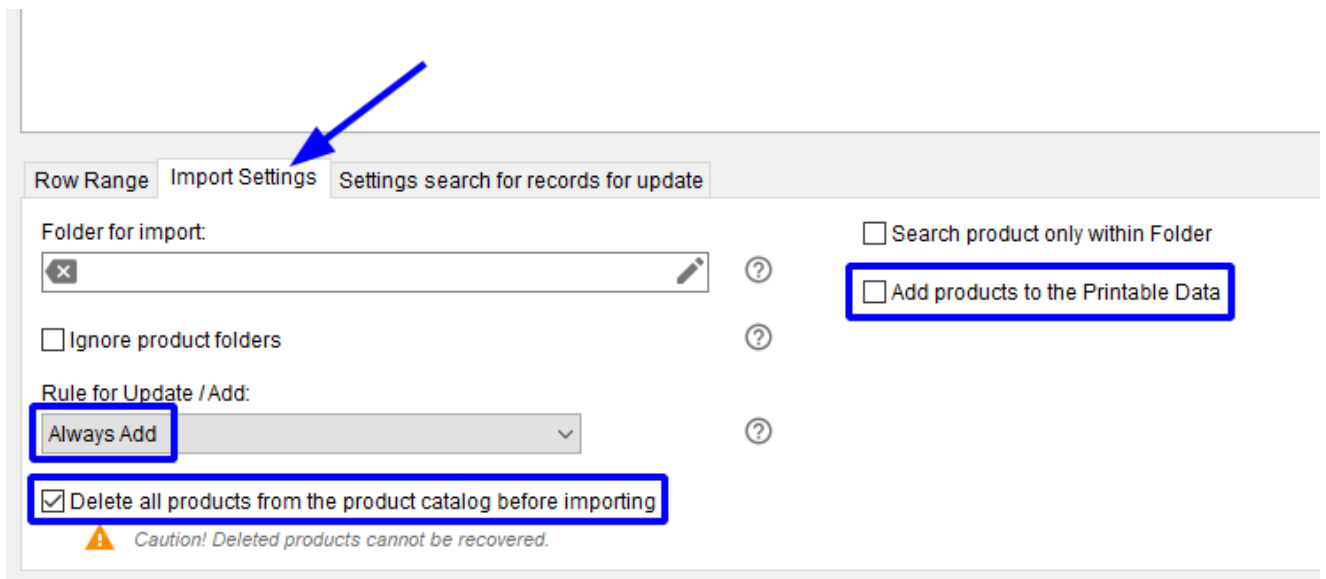 Row Range
Import Settings
Settings search for records for update
Folder for import:
Search product only within Folder
Add products to the Printable Data
Ignore product folders
Rule for Update / Add:
Always Add
Delete all products from the product catalog before importing
Caution! Deleted products cannot be recovered.